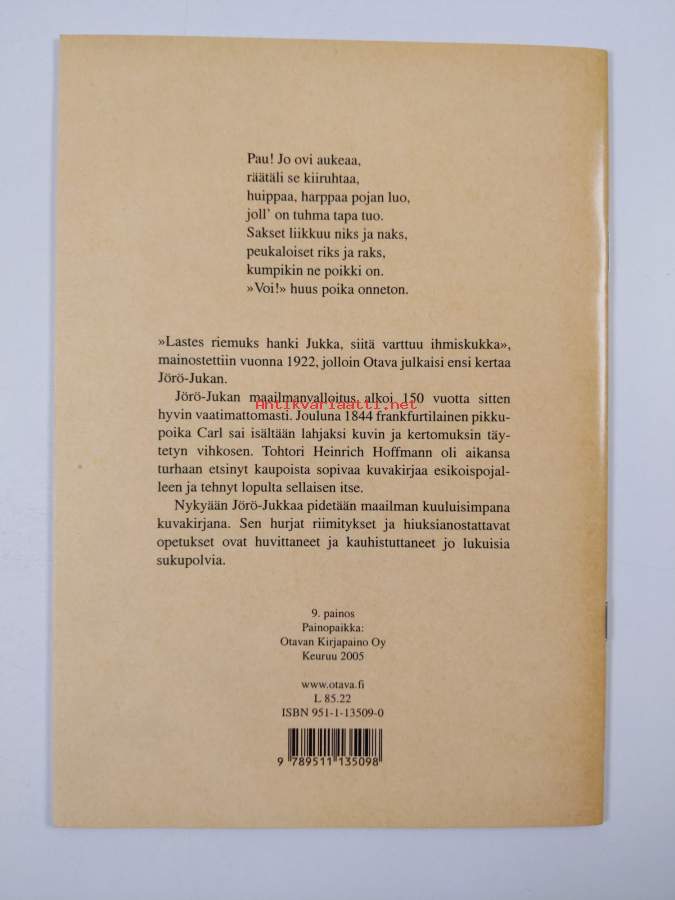 Pau! Jo ovi aukeaa,
räätäli se kiiruhtaa,
huippaa, harppaa pojan luo,
joll' on tuhma tapa tuo.
Sakset liikkuu niks ja naks,
peukaloiset riks ja raks,
kumpikin ne poikki on.
»Voi!» huus poika onneton.
»Lastes riemuks hanki Jukka, siitä varttuu ihmiskukka»,
mainostettiin vuonna 1922, jolloin Otava julkaisi ensi kertaa
Jörö-Jukan.
Jörö-Jukan maailmanvalloitus alkoi 150 vuotta sitten
Antikvariaatti.net
hyvin vaatimattomasti. Jouluna 1844 frankfurtilainen pikku-
poika Carl sai isältään lahjaksi kuvin ja kertomuksin täy-
tetyn vihkosen. Tohtori Heinrich Hoffmann oli aikansa
turhaan etsinyt kaupoista sopivaa kuvakirjaa esikoispojal-
leen ja tehnyt lopulta sellaisen itse.
Nykyään Jörö-Jukkaa pidetään maailman kuuluisimpana
kuvakirjana. Sen hurjat riimitykset ja hiuksianostattavat
opetukset ovat huvittaneet ja kauhistuttaneet jo lukuisia
sukupolvia.
9. painos
Painopaikka:
Otavan Kirjapaino Oy
Keuruu 2005
www.otava.fi
L 85.22
ISBN 951-1-13509-0
9 789511 135098